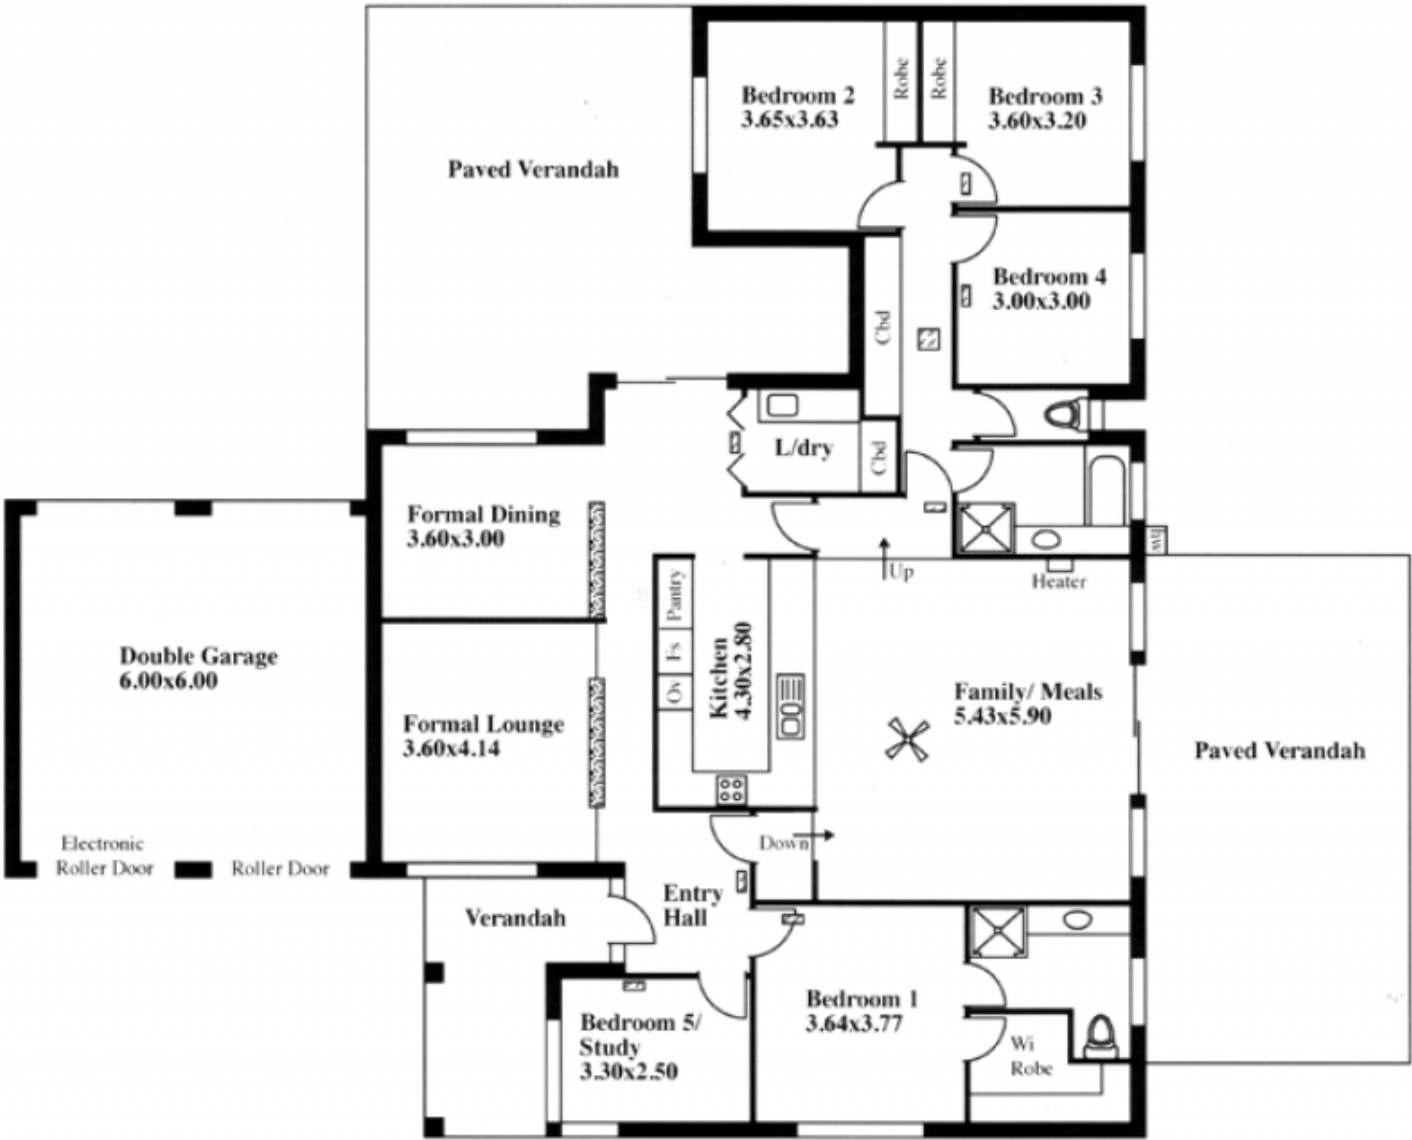 Bedroom 2
3.65x3.63
Robe
Robe
Bedroom 3
3.60x3.20
Paved Verandah
Bedroom 4
3.00x3.00
Cbd
L/dry
Cbd
Formal Dining
3.60x3.00
Up
Heater
Pantry
Fs
Ov
Kitchen
4.30x2.80
Double Garage
6.00x6.00
Formal Lounge
3.60x4.14
Family/ Meals
5.43x5.90
Paved Verandah
Electronic
Roller Door
Roller Door
Down
Entry
Hall
Verandah
Bedroom 1
3.64x3.77
Bedroom 5/
Study
3.30x2.50
Wi
Robe